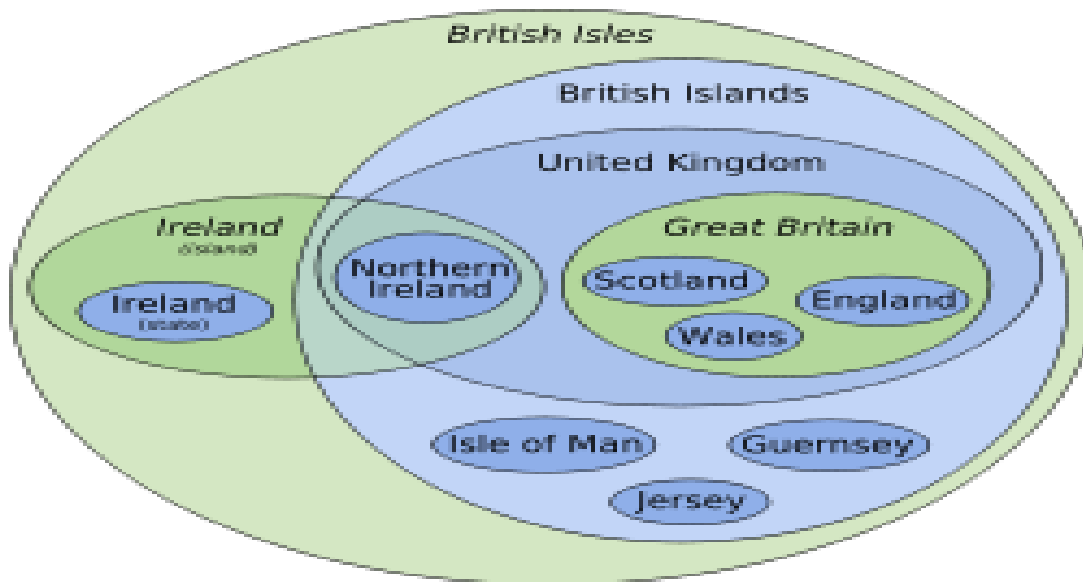 British Isles
British Islands
United Kingdom
Ireland
(island)
Great Britain
Northern
Ireland
Scotland
England
Ireland
(state)
Wales
Isle of Man
Guernsey
Jersey